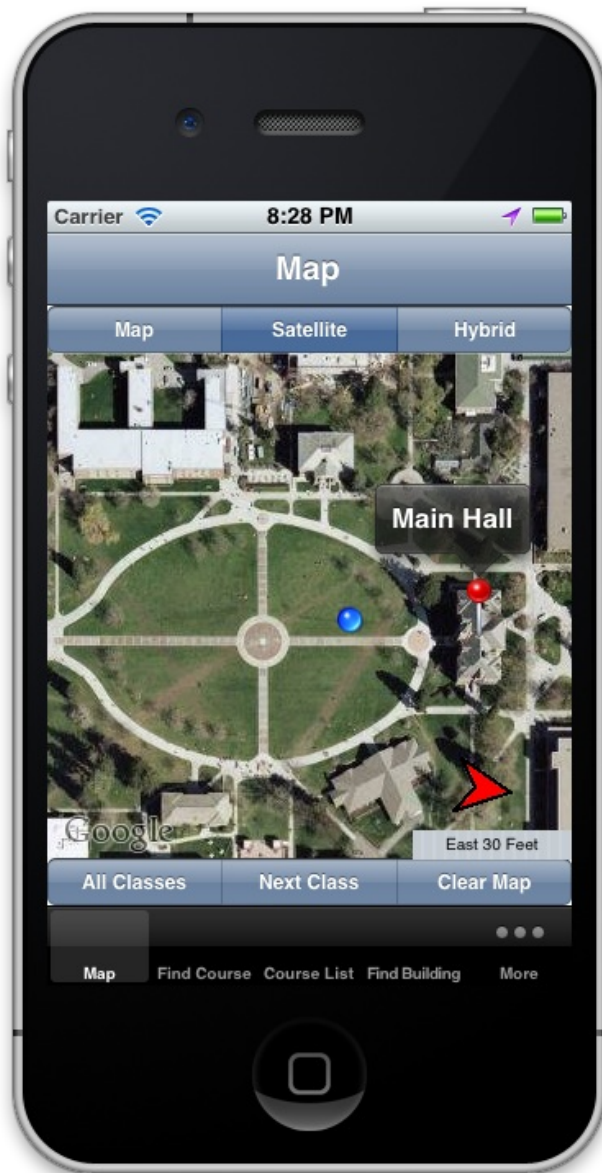 Carrier 8:28 PM
Map
Map Satellite Hybrid
Main Hall
Google
East 30 Feet
All Classes Next Class Clear Map
Map Find Course Course List Find Building More